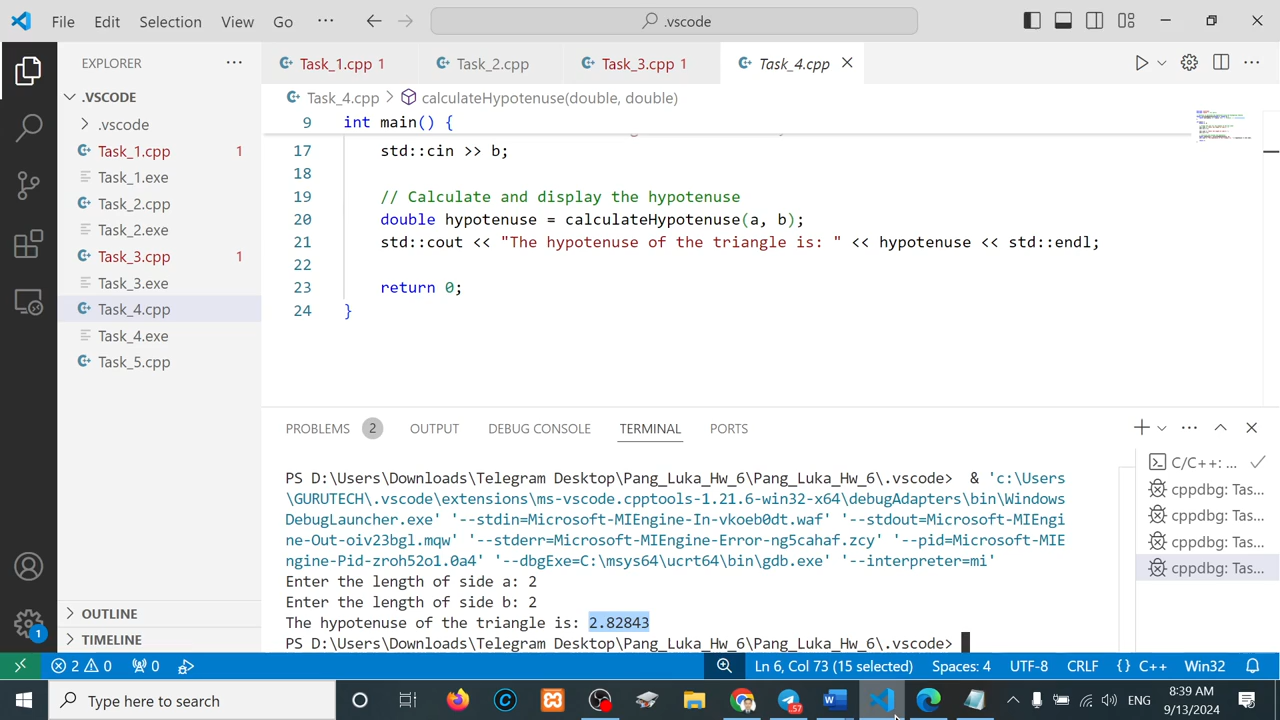 File Edit Selection View Go ··· .vscode
EXPLORER ···
.VSCODE
.vscode
Task_1.cpp 1
Task_1.exe
Task_2.cpp
Task_2.exe
Task_3.cpp 1
Task_3.exe
Task_4.cpp
Task_4.exe
Task_5.cpp
OUTLINE
TIMELINE
1
Task_1.cpp 1 Task_2.cpp Task_3.cpp 1 Task_4.cpp
Task_4.cpp > calculateHypotenuse(double, double)
9 int main() {
17 std::cin >> b;
18
19 // Calculate and display the hypotenuse
20 double hypotenuse = calculateHypotenuse(a, b);
21 std::cout << "The hypotenuse of the triangle is: " << hypotenuse << std::endl;
22
23 return 0;
24 }
PROBLEMS 2 OUTPUT DEBUG CONSOLE TERMINAL PORTS
PS D:\Users\Downloads\Telegram Desktop\Pang_Luka_Hw_6\Pang_Luka_Hw_6\.vscode> & 'c:\Users
\GURUTECH\.vscode\extensions\ms-vscode.cpptools-1.21.6-win32-x64\debugAdapters\bin\Windows
DebugLauncher.exe' '--stdin=Microsoft-MIEngine-In-vkoeb0dt.waf' '--stdout=Microsoft-MIEngi
ne-Out-oiv23bgl.mqw' '--stderr=Microsoft-MIEngine-Error-ng5cahaf.zcy' '--pid=Microsoft-MIE
ngine-Pid-zroh52o1.0a4' '--dbgExe=C:\msys64\ucrt64\bin\gdb.exe' '--interpreter=mi'
Enter the length of side a: 2
Enter the length of side b: 2
The hypotenuse of the triangle is: 2.82843
PS D:\Users\Downloads\Telegram Desktop\Pang_Luka_Hw_6\Pang_Luka_Hw_6\.vscode>
C/C++: ...
cppdbg: Tas...
cppdbg: Tas...
cppdbg: Tas...
cppdbg: Tas...
2 0 0 Ln 6, Col 73 (15 selected) Spaces: 4 UTF-8 CRLF {} C++ Win32
Type here to search
57
ENG
8:39 AM
9/13/2024